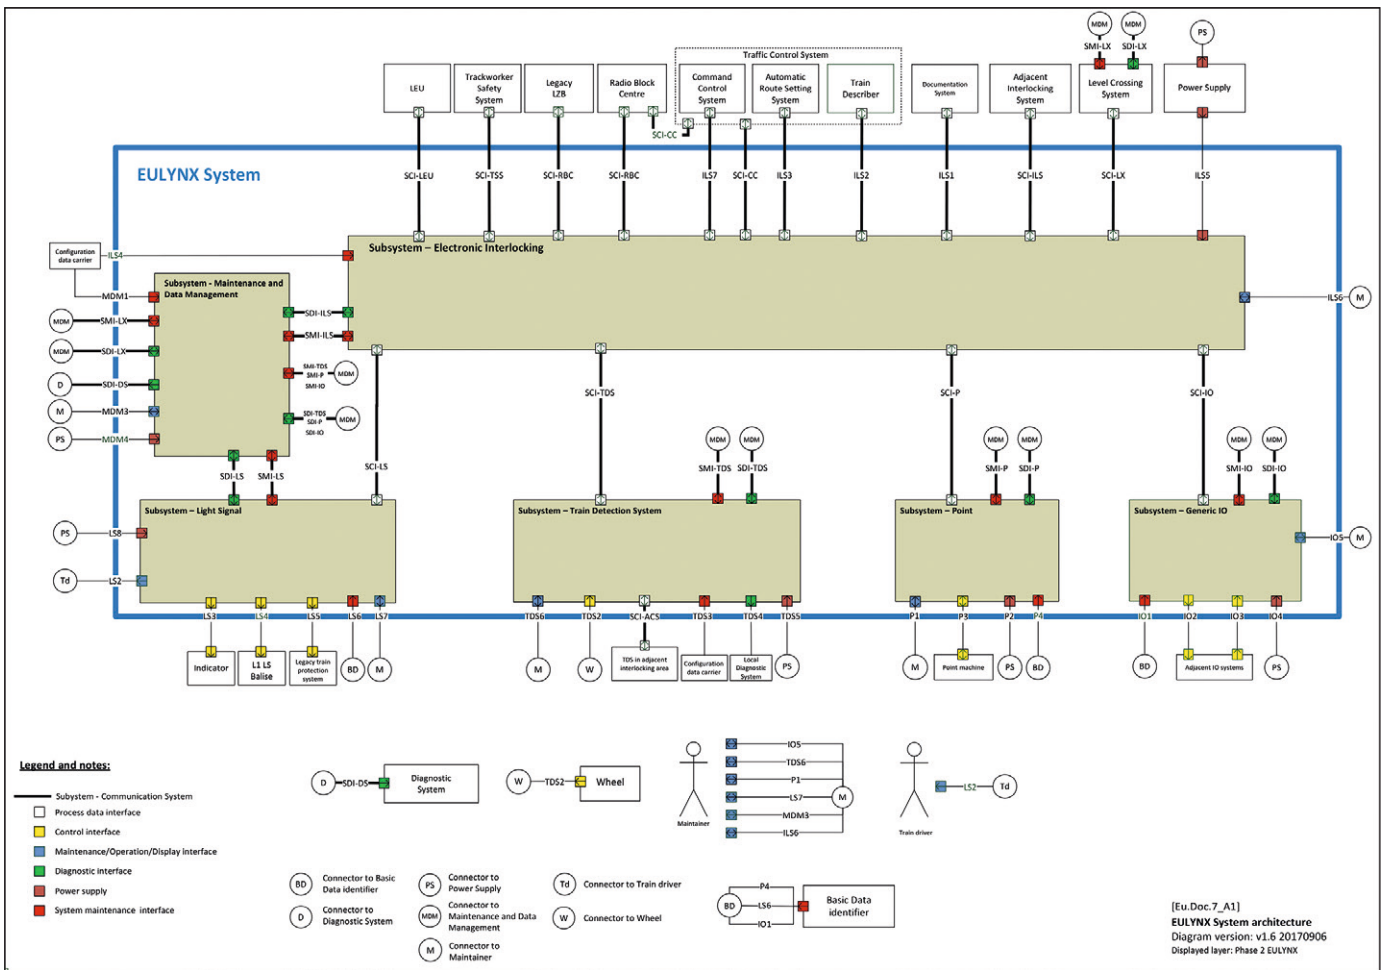 Traffic Control System
LEU
Trackworker
Safety
System
Legacy
LZB
Radio Block
Centre
Command
Control
System
Automatic
Route Setting
System
Train
Describer
Documentation
System
Adjacent
Interlocking
System
MDM
MDM
SMI-LX
SDI-LX
Level Crossing
System
PS
Power Supply
SCI-CC
EULYNX System
SCI-LEU
SCI-TSS
SCI-RBC
SCI-RBC
ILS7
SCI-CC
ILS3
ILS2
ILS1
SCI-ILS
SCI-LX
ILS5
Subsystem – Electronic Interlocking
Configuration
data carrier
ILS4
Subsystem - Maintenance and
Data Management
MDM1
MDM
SMI-LX
MDM
SDI-LX
D
SDI-DS
M
MDM3
PS
MDM4
SDI-ILS
SMI-ILS
SMI-TDS
SMI-P
SMI-IO
MDM
SDI-TDS
SDI-P
SDI-IO
MDM
ILS6
M
SDI-LS
SMI-LS
SCI-LS
SCI-TDS
SCI-P
SCI-IO
MDM
MDM
SMI-TDS
SDI-TDS
MDM
MDM
SMI-P
SDI-P
MDM
MDM
SMI-IO
SDI-IO
Subsystem – Light Signal
Subsystem – Train Detection System
Subsystem – Point
Subsystem – Generic IO
PS
LS8
Td
LS2
IO5
M
LS3
LS4
LS5
LS6
LS7
TDS6
TDS2
SCI-ACS
TDS3
TDS4
TDS5
P1
P3
P2
P4
IO1
IO2
IO3
IO4
Indicator
L1 LS
Balise
Legacy train
protection
system
BD
M
M
W
TDS in adjacent
interlocking area
Configuration
data carrier
Local
Diagnostic
System
PS
M
Point machine
PS
BD
BD
Adjacent IO systems
PS
Legend and notes:
Subystem - Communication System
Process data interface
Control interface
Maintenance/Operation/Display interface
Diagnostic interface
Power supply
System maintenance interface
D
SDI-DS
Diagnostic
System
W
TDS2
Wheel
Maintainer
IO5
TDS6
P1
LS7
MDM3
ILS6
M
Train driver
LS2
Td
BD
Connector to Basic
Data identifier
D
Connector to
Diagnostic System
PS
Connector to
Power Supply
MDM
Connector to
Maintenance and Data
Management
M
Connector to
Maintainer
Td
Connector to Train driver
W
Connector to Wheel
BD
P4
LS6
IO1
Basic Data
identifier
[Eu.Doc.7_A1]
EULYNX System architecture
Diagram version: v1.6 20170906
Displayed layer: Phase 2 EULYNX